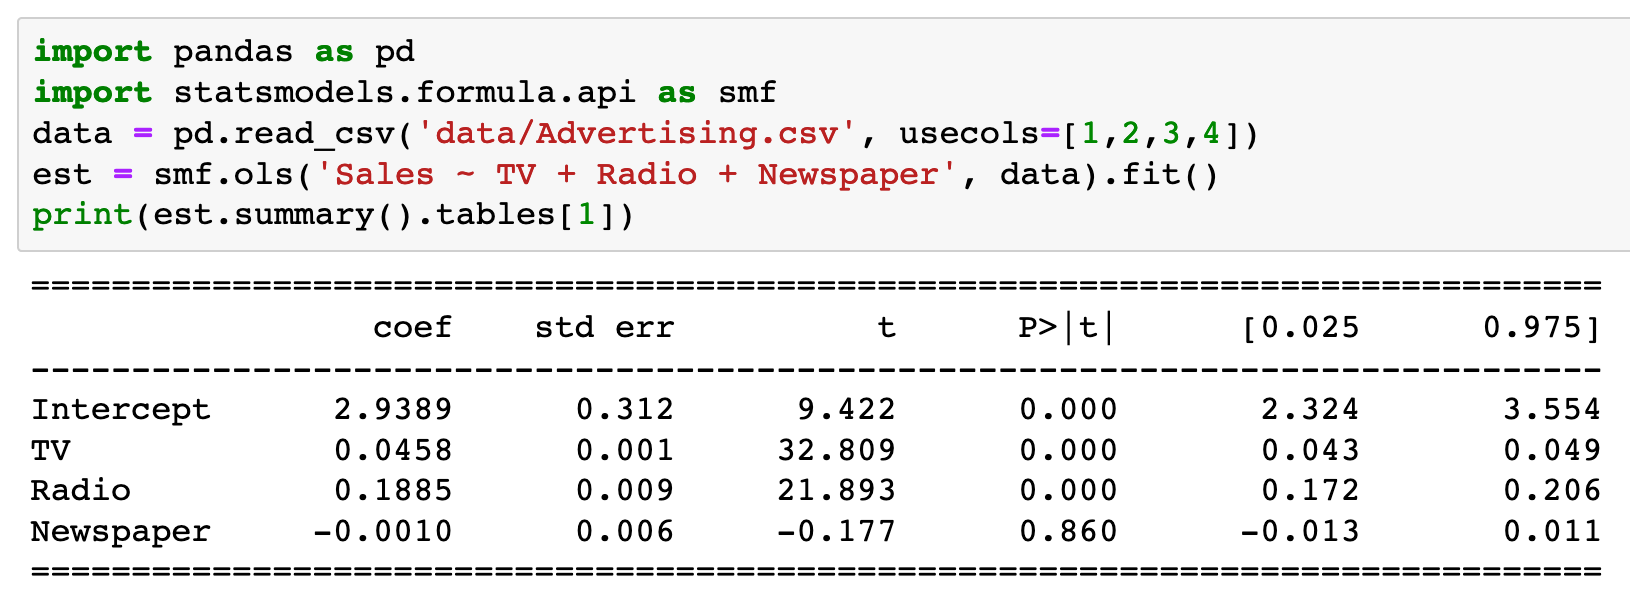 import pandas as pd
import statsmodels.formula.api as smf
data = pd.read_csv('data/Advertising.csv', usecols=[1,2,3,4])
est = smf.ols('Sales ~ TV + Radio + Newspaper', data).fit()
print(est.summary().tables[1])
==============================================================================
coef std err t P>|t| [0.025 0.975]
------------------------------------------------------------------------------
Intercept 2.9389 0.312 9.422 0.000 2.324 3.554
TV 0.0458 0.001 32.809 0.000 0.043 0.049
Radio 0.1885 0.009 21.893 0.000 0.172 0.206
Newspaper -0.0010 0.006 -0.177 0.860 -0.013 0.011
==============================================================================